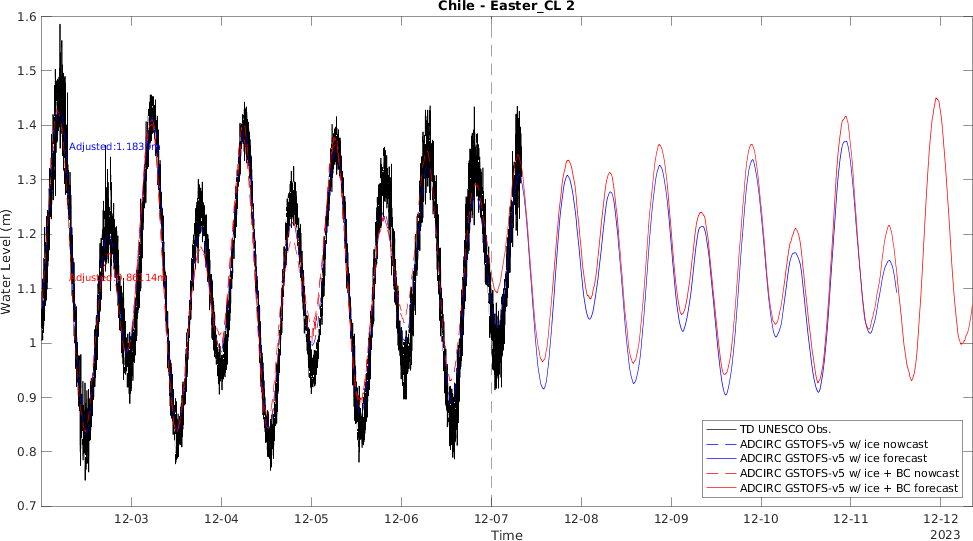 Chile - Easter_CL 2
1.6
1.5
1.4
1.3
1.2
1.1
1
0.9
0.8
0.7
Water Level (m)
Adjusted:1.183
Adjusted:
TD UNESCO Obs.
ADCIRC GSTOFS-v5 w/ ice nowcast
ADCIRC GSTOFS-v5 w/ ice forecast
ADCIRC GSTOFS-v5 w/ ice + BC nowcast
ADCIRC GSTOFS-v5 w/ ice + BC forecast
12-03 12-04 12-05 12-06 12-07 12-08 12-09 12-10 12-11 12-12
2023
Time